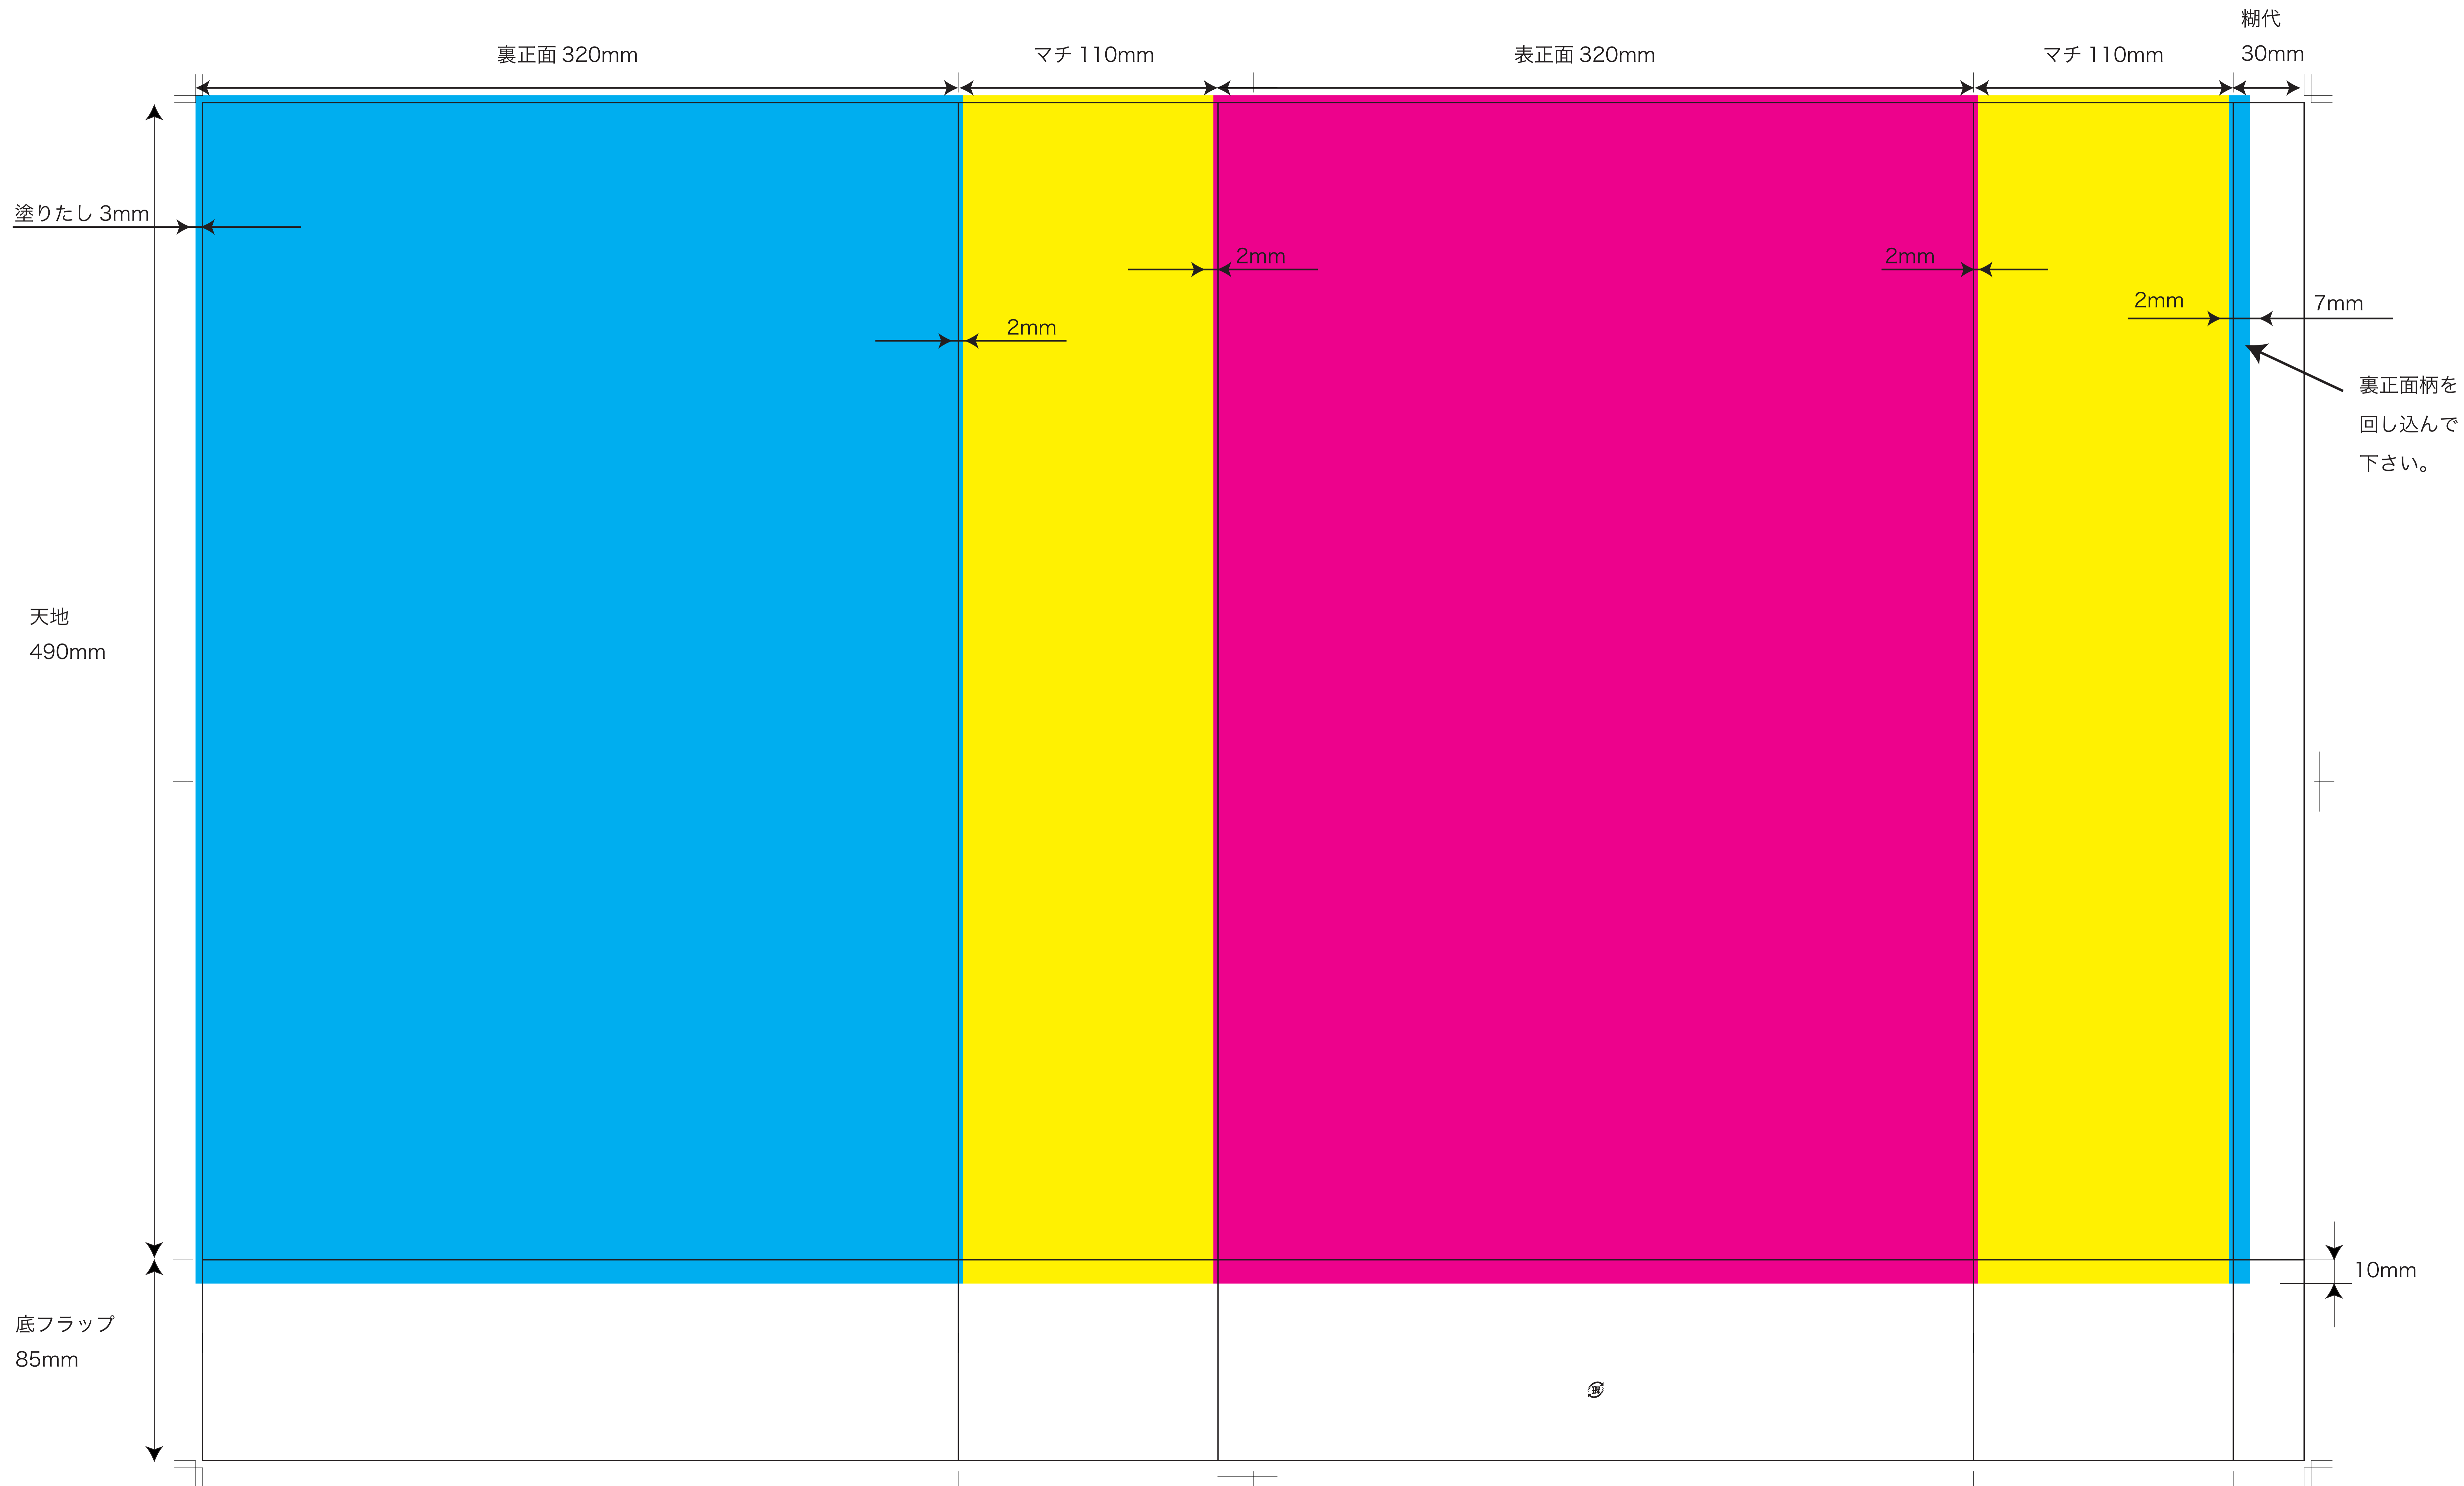 糊代
30mm
裏正面 320mm
マチ 110mm
表正面 320mm
マチ 110mm
塗りたし 3mm
2mm
2mm
2mm
2mm
7mm
裏正面柄を
回し込んで
下さい。
天地
490mm
10mm
底フラップ
85mm
紙